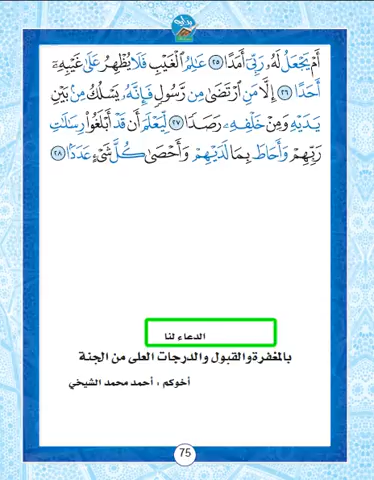 بداية
أَمْ يَجْعَلُ لَهُۥ رَبِّىٓ أَمَدًا ﴿٢٥﴾ عَٰلِمُ ٱلْغَيْبِ فَلَا يُظْهِرُ عَلَىٰ غَيْبِهِۦٓ
أَحَدًا ﴿٢٦﴾ إِلَّا مَنِ ٱرْتَضَىٰ مِن رَّسُولٍ فَإِنَّهُۥ يَسْلُكُ مِنۢ بَيْنِ
يَدَيْهِ وَمِنْ خَلْفِهِۦ رَصَدًا ﴿٢٧﴾ لِّيَعْلَمَ أَن قَدْ أَبْلَغُوا۟ رِسَٰلَٰتِ
رَبِّهِمْ وَأَحَاطَ بِمَا لَدَيْهِمْ وَأَحْصَىٰ كُلَّ شَىْءٍ عَدَدًۢا ﴿٢٨﴾
الدعاء لنا
بالمغفرة والقبول والدرجات العلى من الجنة
أخوكم ، أحمد محمد الشيخي
75